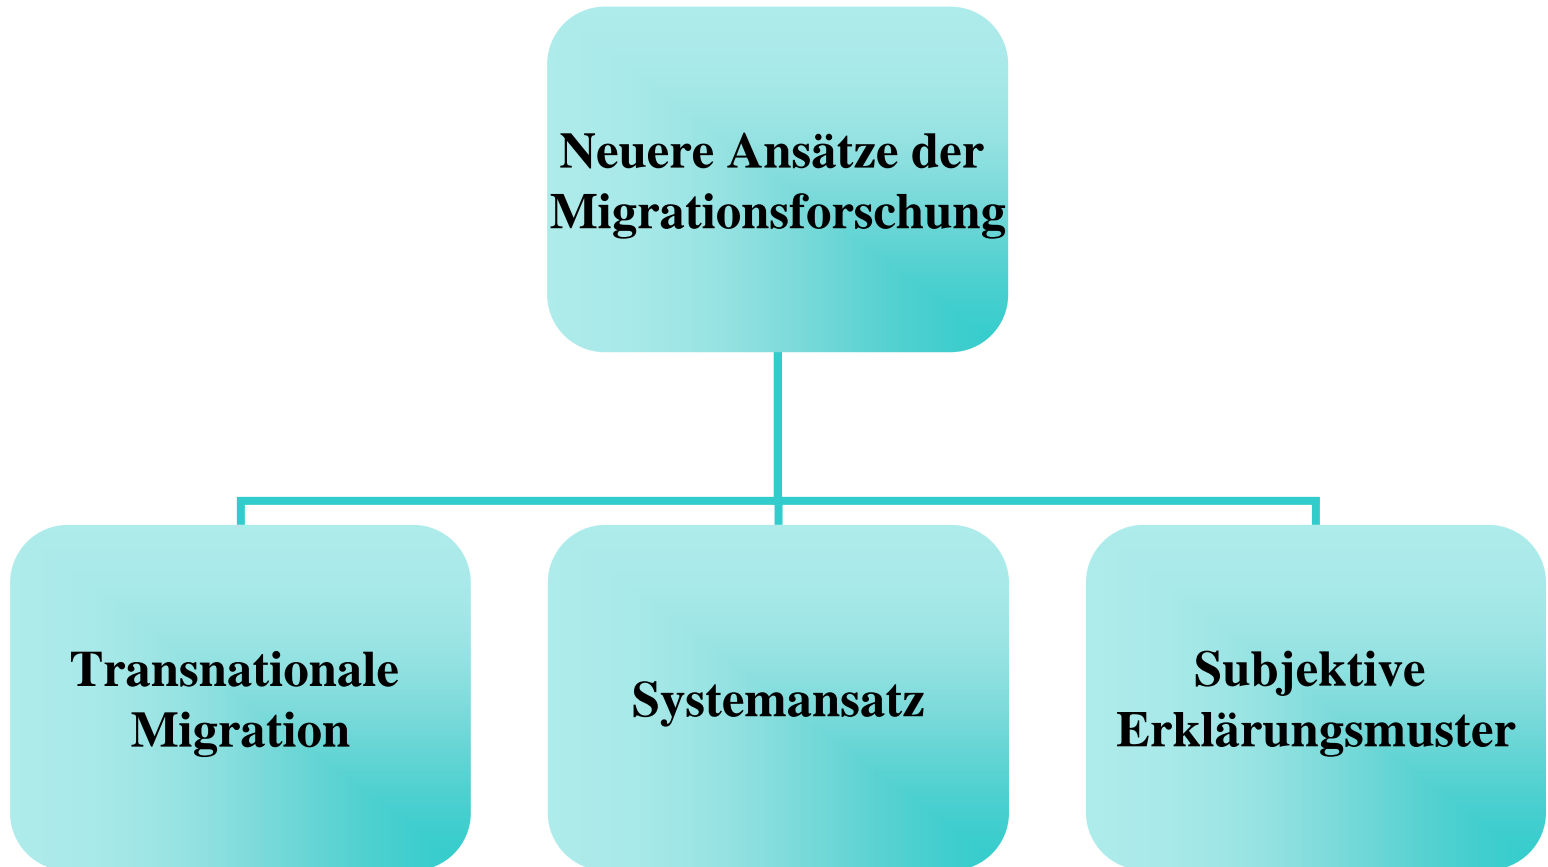 Neuere Ansätze der
Migrationsforschung
Transnationale
Migration
Systemansatz
Subjektive
Erklärungsmuster